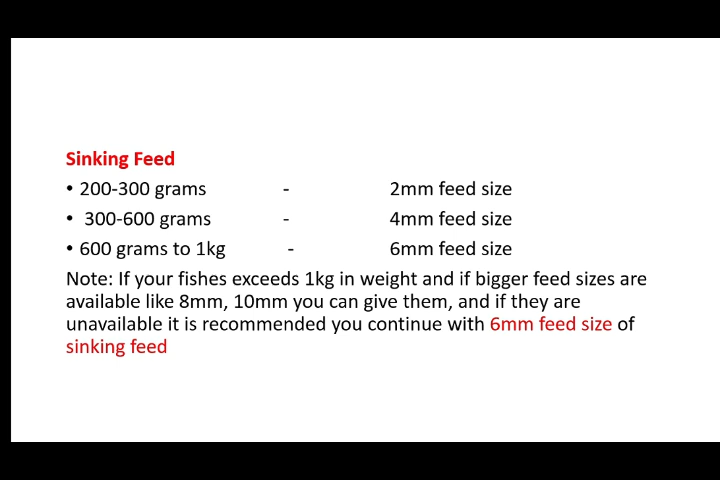 Sinking Feed
• 200-300 grams - 2mm feed size
• 300-600 grams - 4mm feed size
• 600 grams to 1kg - 6mm feed size
Note: If your fishes exceeds 1kg in weight and if bigger feed sizes are
available like 8mm, 10mm you can give them, and if they are
unavailable it is recommended you continue with 6mm feed size of
sinking feed